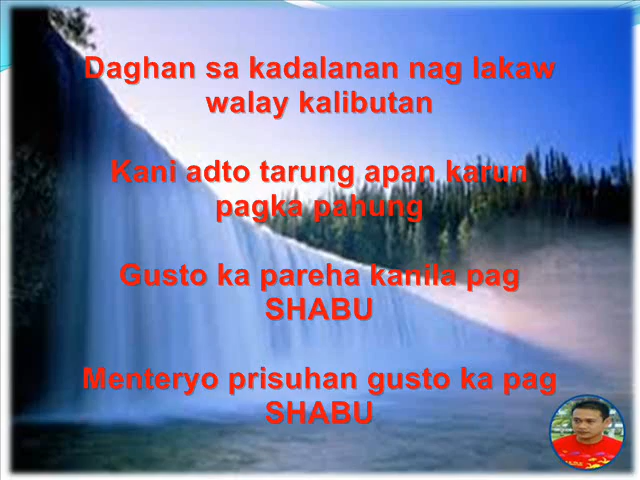 Daghan sa kadalanan nag lakaw
walay kalibutan
Kani adto tarung apan karun
pagka pahung
Gusto ka pareha kanila pag
SHABU
Menteryo prisuhan gusto ka pag
SHABU